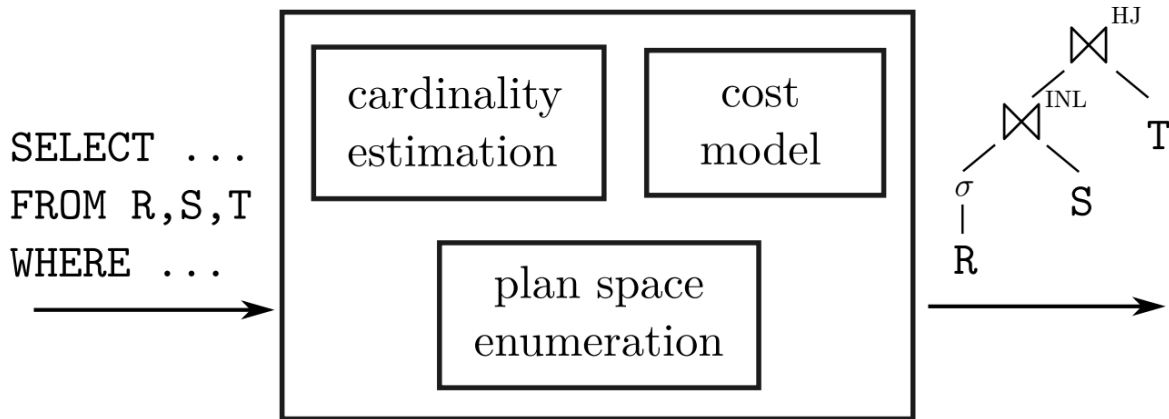 SELECT ...
FROM R,S,T
WHERE ...
cardinality
estimation
cost
model
plan space
enumeration
HJ
INL
T
σ
S
R